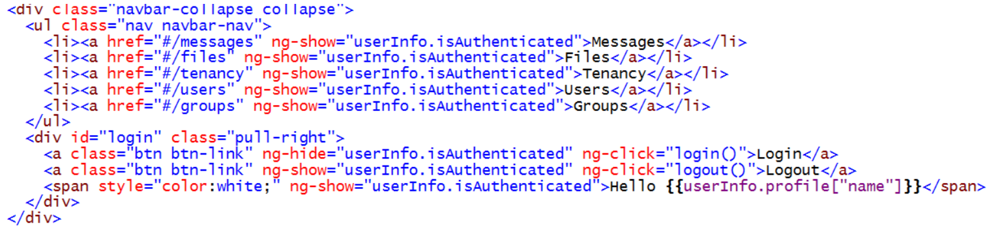 <div class="navbar-collapse collapse">
<ul class="nav navbar-nav">
<li><a href="#/messages" ng-show="userInfo.isAuthenticated">Messages</a></li>
<li><a href="#/files" ng-show="userInfo.isAuthenticated">Files</a></li>
<li><a href="#/tenancy" ng-show="userInfo.isAuthenticated">Tenancy</a></li>
<li><a href="#/users" ng-show="userInfo.isAuthenticated">Users</a></li>
<li><a href="#/groups" ng-show="userInfo.isAuthenticated">Groups</a></li>
</ul>
<div id="login" class="pull-right">
<a class="btn btn-link" ng-hide="userInfo.isAuthenticated" ng-click="login()">Login</a>
<a class="btn btn-link" ng-show="userInfo.isAuthenticated" ng-click="logout()">Logout</a>
<span style="color:white;" ng-show="userInfo.isAuthenticated">Hello {{userInfo.profile["name"]}}</span>
</div>
</div>